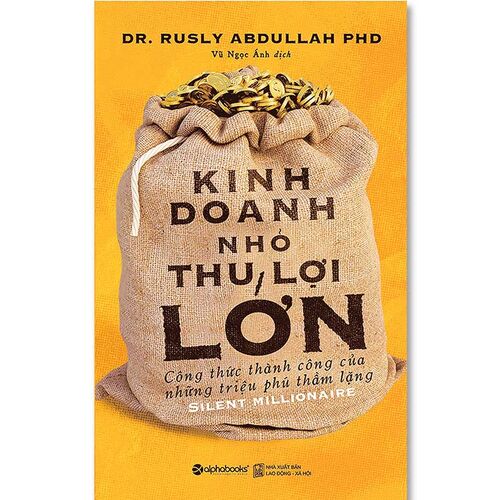 DR. RUSLY ABDULLAH PHD
Vũ Ngọc Ánh dịch
KINH
DOANH
NHỎ
THU LỢI
LỚN
Công thức thành công của
những triệu phú thầm lặng
SILENT MILLIONAIRE
alphabooks
NHÀ XUẤT BẢN
LAO ĐỘNG - XÃ HỘI